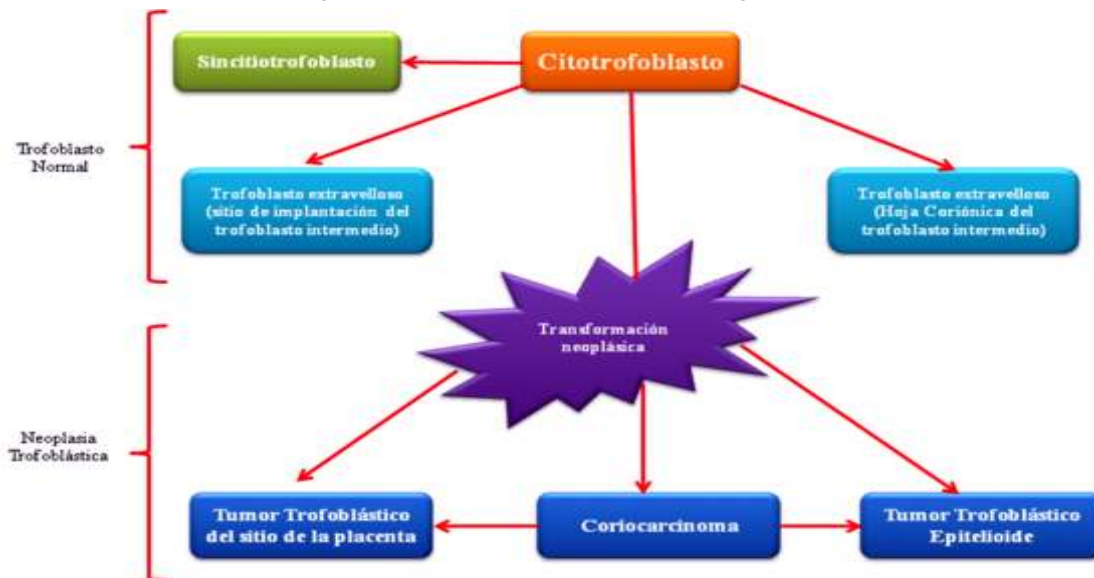 Sincitiotrofoblasto
Citotrofoblasto
Trofoblasto
Normal
Trofoblasto extravelloso
(sitio de implantación del
trofoblasto intermedio)
Trofoblasto extravelloso
(Hoja Coriónica del
trofoblasto intermedio)
Transformación
neoplásica
Neoplasia
Trofoblástica
Tumor Trofoblástico
del sitio de la placenta
Coriocarcinoma
Tumor Trofoblástico
Epitelioide